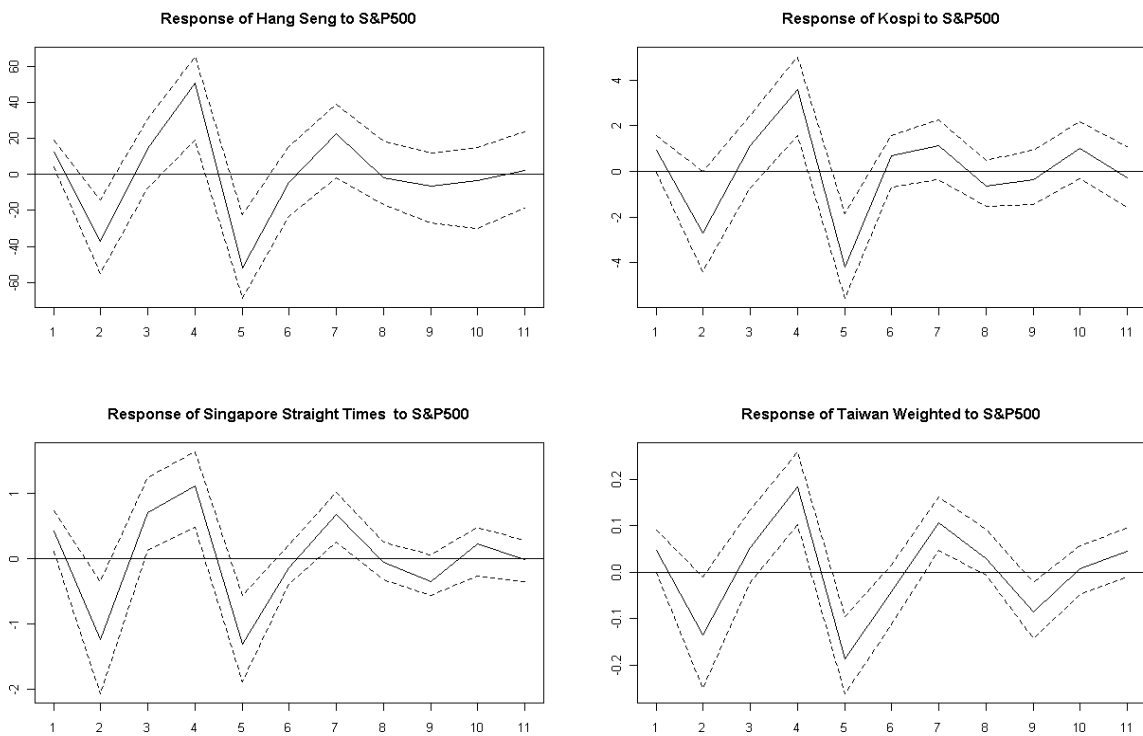 Response of Hang Seng to S&P500
60
40
20
0
-20
-40
-60
1 2 3 4 5 6 7 8 9 10 11
Response of Kospi to S&P500
4
2
0
-2
-4
1 2 3 4 5 6 7 8 9 10 11
Response of Singapore Straight Times to S&P500
1
0
-1
-2
1 2 3 4 5 6 7 8 9 10 11
Response of Taiwan Weighted to S&P500
0.2
0.1
0.0
-0.1
-0.2
1 2 3 4 5 6 7 8 9 10 11